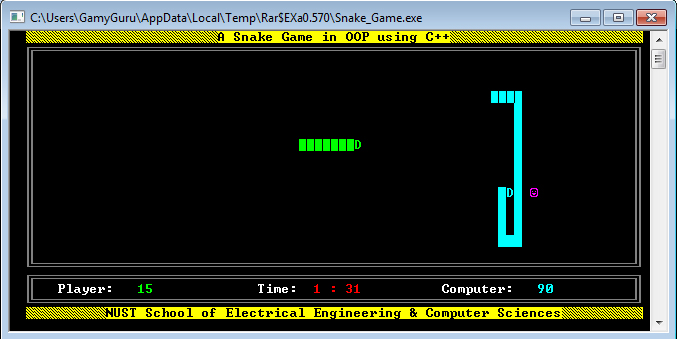 C:\Users\GamyGuru\AppData\Local\Temp\Rar$EXa0.570\Snake_Game.exe
A Snake Game in OOP using C++
D
D
Player: 15 Time: 1 : 31 Computer: 90
NUST School of Electrical Engineering & Computer Sciences